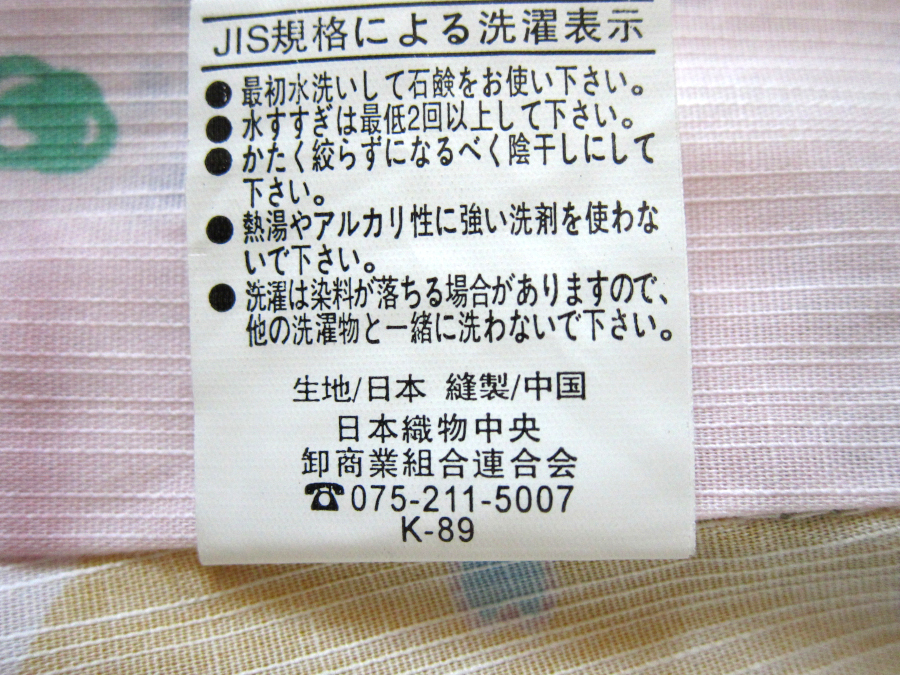 JIS規格による洗濯表示
●最初水洗いして石鹸をお使い下さい。
●水すすぎは最低2回以上して下さい。
●かたく絞らずになるべく陰干しにして
下さい。
●熱湯やアルカリ性に強い洗剤を使わな
いで下さい。
●洗濯は染料が落ちる場合がありますので、
他の洗濯物と一緒に洗わないで下さい。
生地/日本 縫製/中国
日本織物中央
卸商業組合連合会
☎075-211-5007
K-89